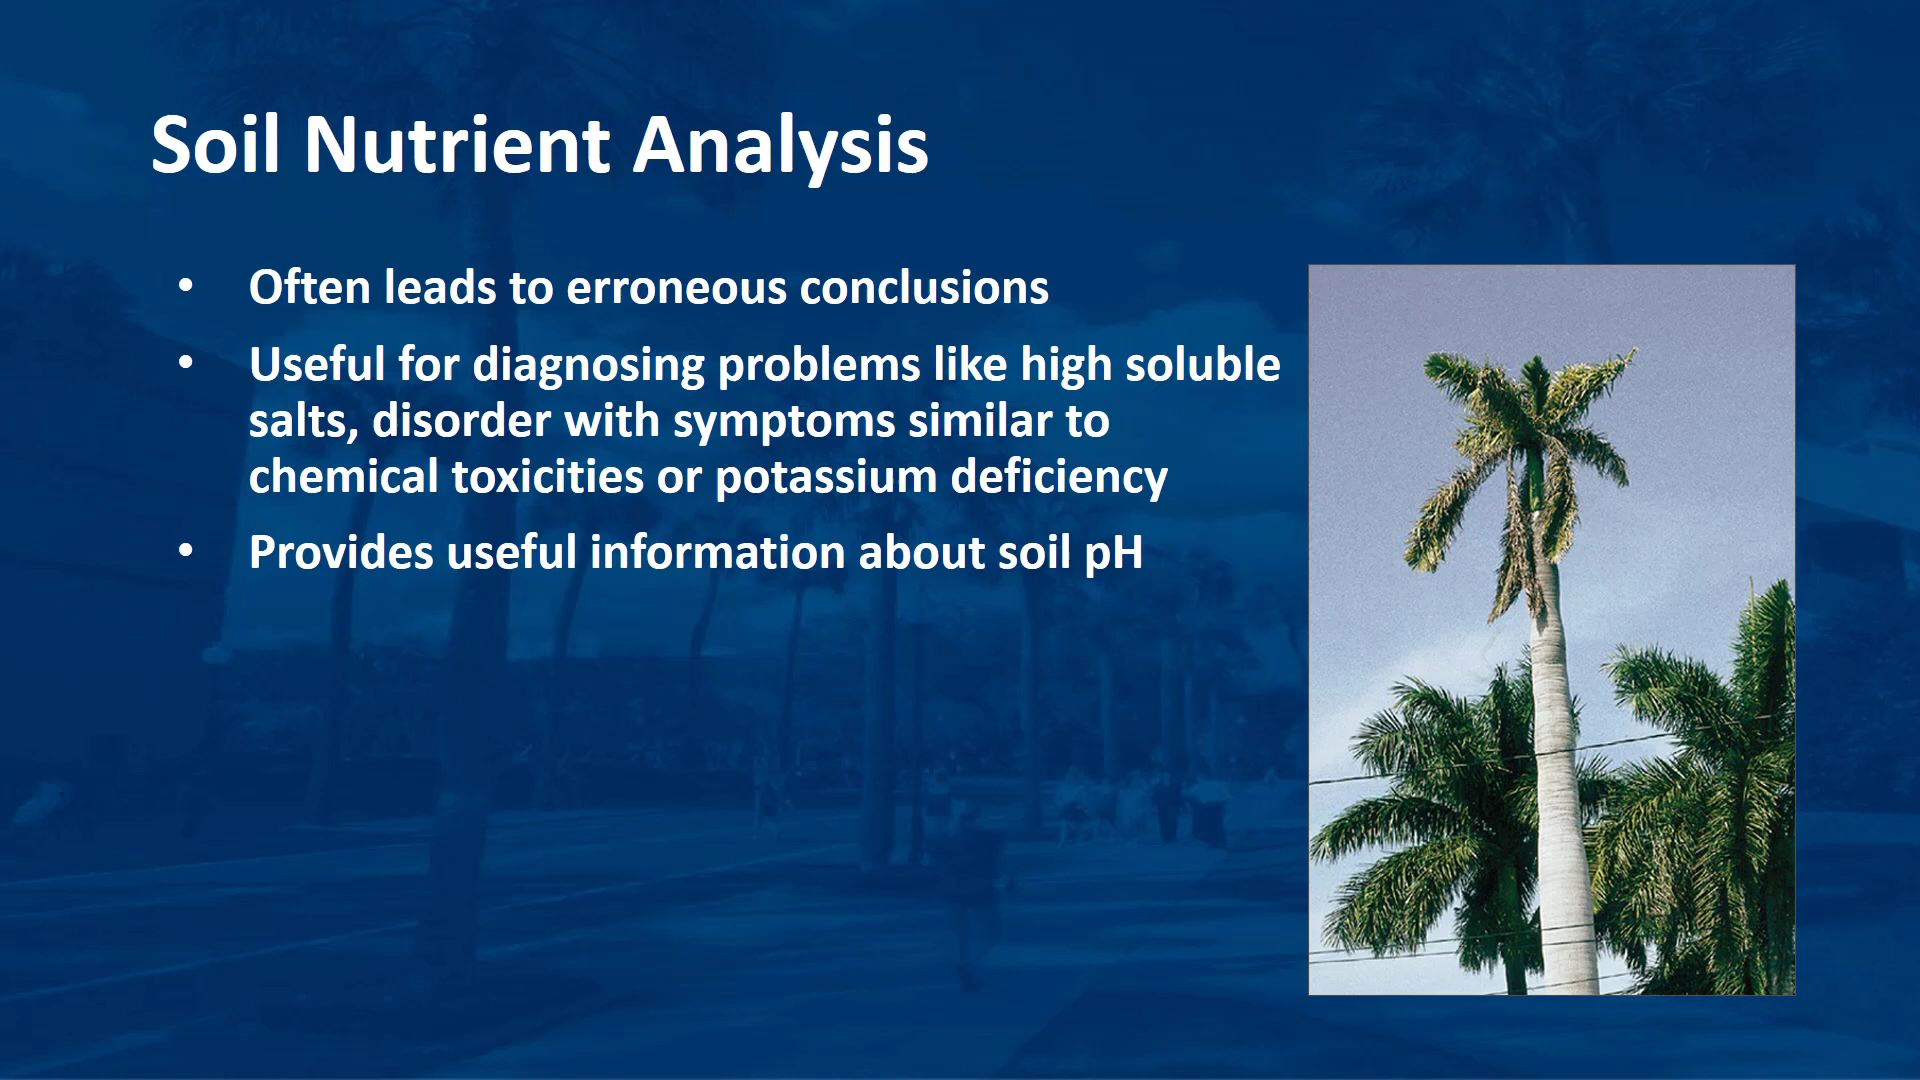 Soil Nutrient Analysis
• Often leads to erroneous conclusions
• Useful for diagnosing problems like high soluble
salts, disorder with symptoms similar to
chemical toxicities or potassium deficiency
• Provides useful information about soil pH